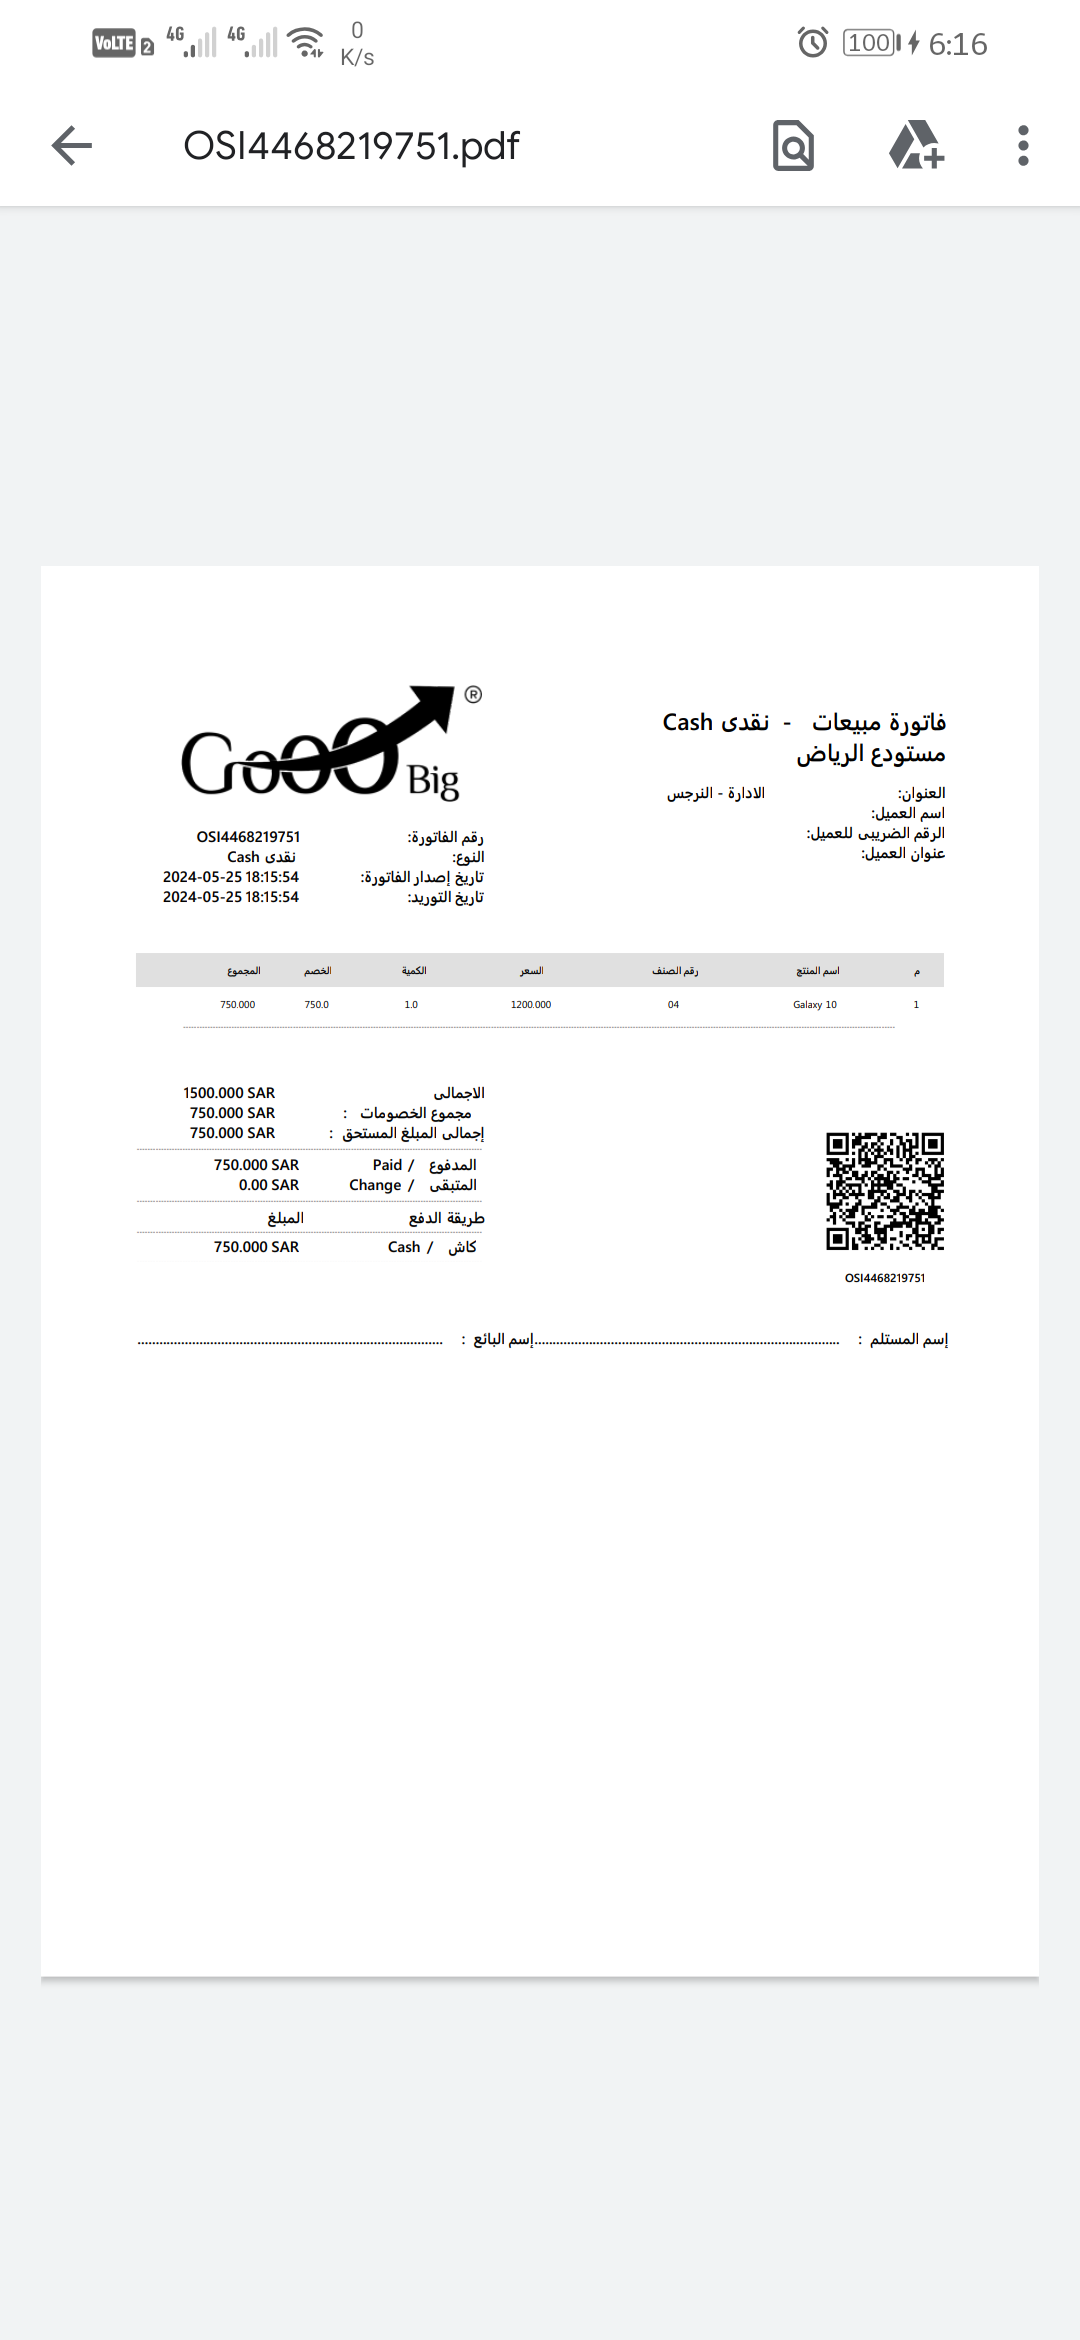 VoLTE 2 4G 4G 0 K/s 100 6:16
OSI4468219751.pdf
GoOO Big ®
فاتورة مبيعات - نقدى Cash
مستودع الرياض
العنوان: الادارة - النرجس
اسم العميل:
الرقم الضريبى للعميل:
عنوان العميل:
رقم الفاتورة: OSI4468219751
النوع: نقدى Cash
تاريخ إصدار الفاتورة: 2024-05-25 18:15:54
تاريخ التوريد: 2024-05-25 18:15:54
م اسم المنتج رقم الصنف السعر الكمية الخصم المجموع
1 Galaxy 10 04 1200.000 1.0 750.0 750.000
الاجمالى 1500.000 SAR
مجموع الخصومات : 750.000 SAR
إجمالى المبلغ المستحق : 750.000 SAR
المدفوع / Paid 750.000 SAR
المتبقى / Change 0.00 SAR
طريقة الدفع المبلغ
كاش / Cash 750.000 SAR
OSI4468219751
إسم المستلم : ....................إسم البائع : ....................